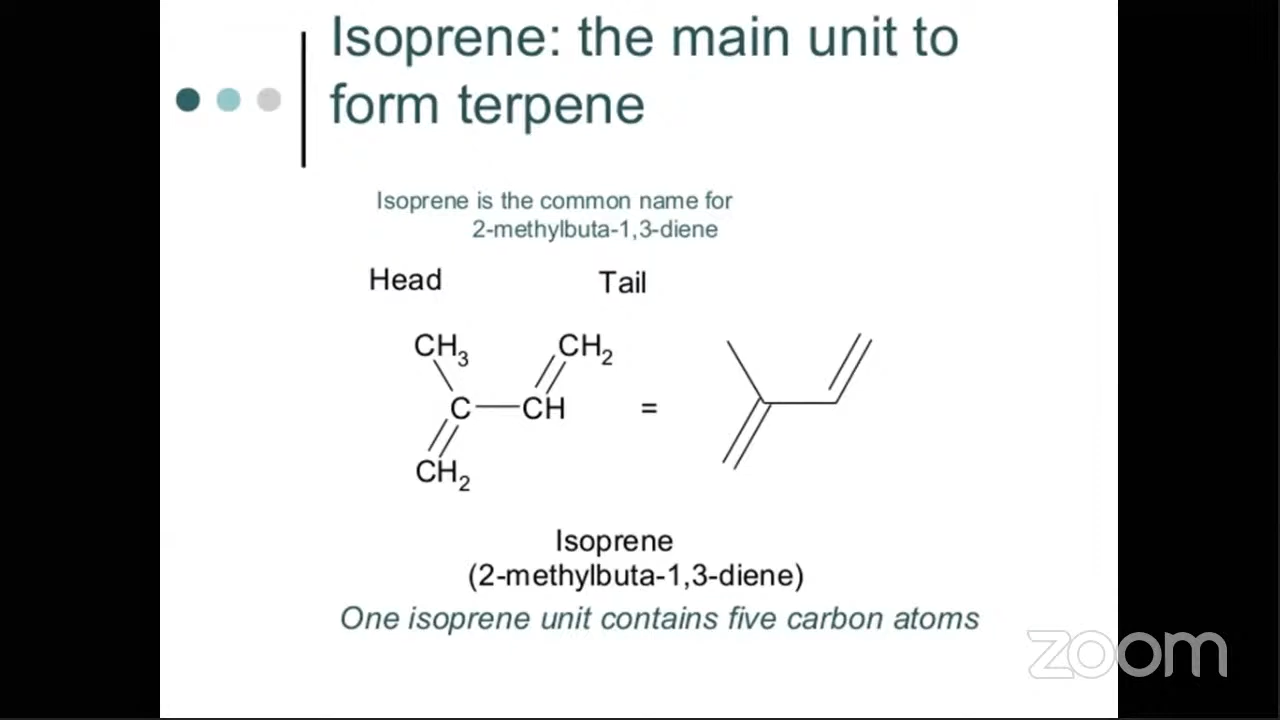 Isoprene: the main unit to
form terpene
Isoprene is the common name for
2-methylbuta-1,3-diene
Head Tail
CH3 CH2
C CH =
CH2
Isoprene
(2-methylbuta-1,3-diene)
One isoprene unit contains five carbon atoms
zoom